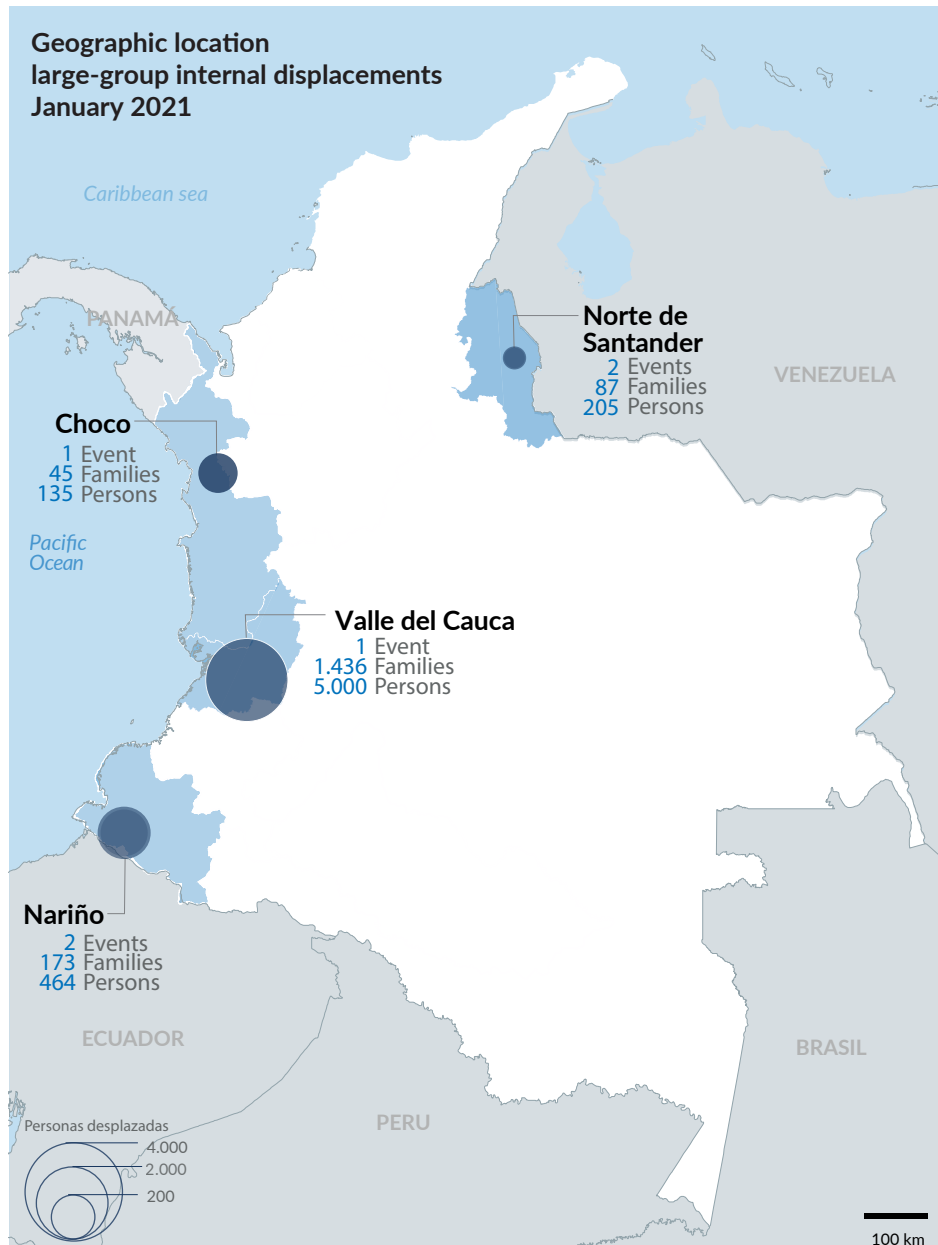 Geographic location
large-group internal displacements
January 2021
Caribbean sea
PANAMÁ
Norte de
Santander
2 Events
87 Families
205 Persons
VENEZUELA
Choco
1 Event
45 Families
135 Persons
Pacific
Ocean
Valle del Cauca
1 Event
1.436 Families
5.000 Persons
Nariño
2 Events
173 Families
464 Persons
ECUADOR
BRASIL
PERU
Personas desplazadas
4.000
2.000
200
100 km